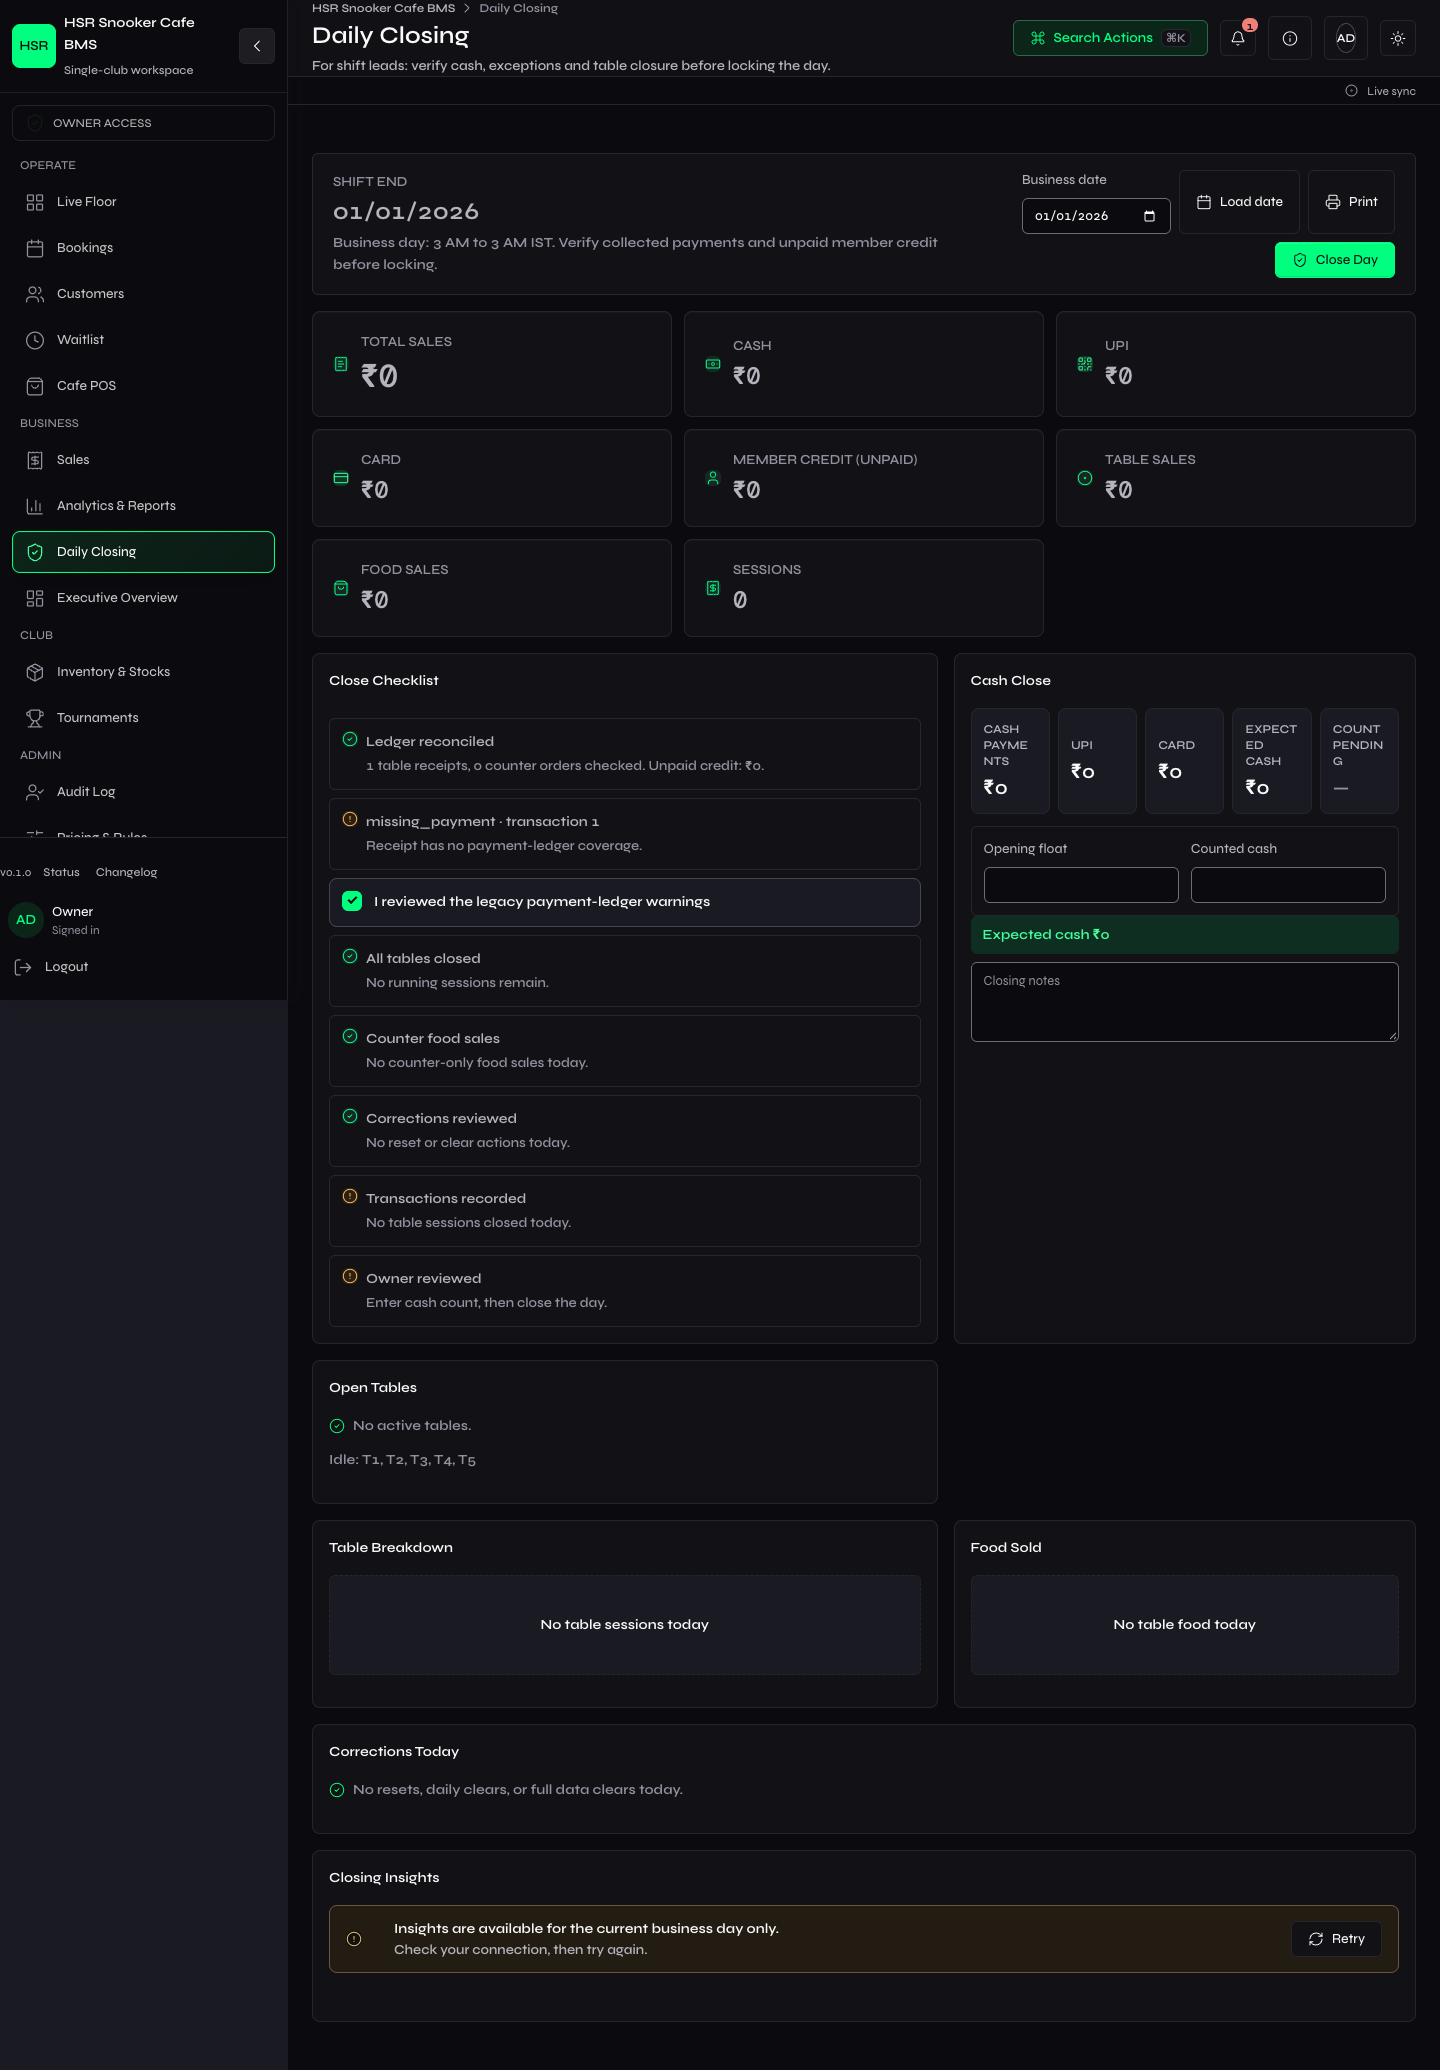 HSR
HSR Snooker Cafe
BMS
Single-club workspace
OWNER ACCESS
OPERATE
Live Floor
Bookings
Customers
Waitlist
Cafe POS
BUSINESS
Sales
Analytics & Reports
Daily Closing
Executive Overview
CLUB
Inventory & Stocks
Tournaments
ADMIN
Audit Log
Pricing & Rules
v0.1.0 Status Changelog
AD
Owner
Signed in
Logout
HSR Snooker Cafe BMS > Daily Closing
Daily Closing
For shift leads: verify cash, exceptions and table closure before locking the day.
Search Actions ⌘K
1
AD
Live sync
SHIFT END
01/01/2026
Business day: 3 AM to 3 AM IST. Verify collected payments and unpaid member credit
before locking.
Business date
01/01/2026
Load date
Print
Close Day
TOTAL SALES
₹0
CASH
₹0
UPI
₹0
CARD
₹0
MEMBER CREDIT (UNPAID)
₹0
TABLE SALES
₹0
FOOD SALES
₹0
SESSIONS
0
Close Checklist
Ledger reconciled
1 table receipts, 0 counter orders checked. Unpaid credit: ₹0.
missing_payment · transaction 1
Receipt has no payment-ledger coverage.
I reviewed the legacy payment-ledger warnings
All tables closed
No running sessions remain.
Counter food sales
No counter-only food sales today.
Corrections reviewed
No reset or clear actions today.
Transactions recorded
No table sessions closed today.
Owner reviewed
Enter cash count, then close the day.
Cash Close
CASH
PAYME
NTS
₹0
UPI
₹0
CARD
₹0
EXPECT
ED
CASH
₹0
COUNT
PENDIN
G
—
Opening float
Counted cash
Expected cash ₹0
Closing notes
Open Tables
No active tables.
Idle: T1, T2, T3, T4, T5
Table Breakdown
No table sessions today
Food Sold
No table food today
Corrections Today
No resets, daily clears, or full data clears today.
Closing Insights
Insights are available for the current business day only.
Check your connection, then try again.
Retry